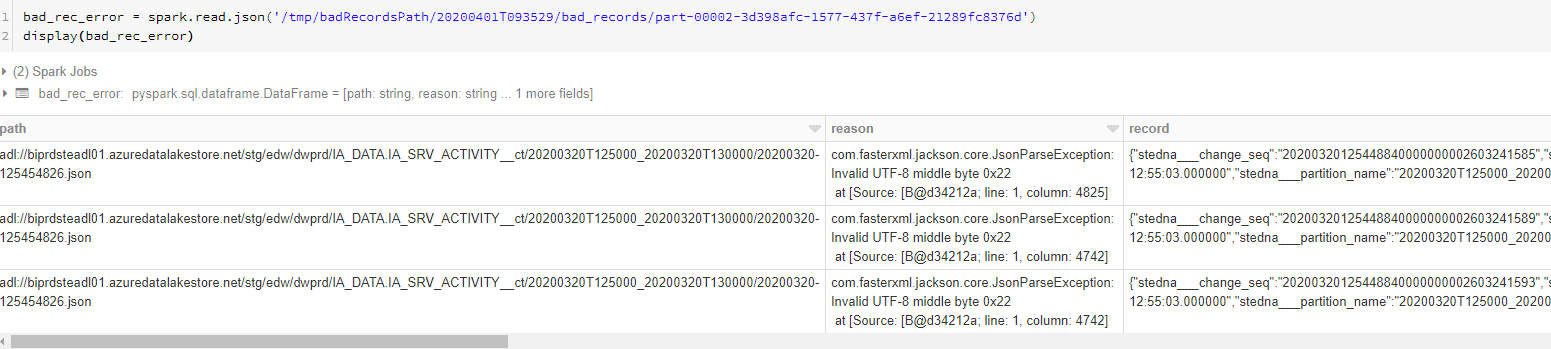 1 bad_rec_error = spark.read.json('/tmp/badRecordsPath/20200401T093529/bad_records/part-00002-3d398afc-1577-437f-a6ef-21289fc8376d')
2 display(bad_rec_error)
(2) Spark Jobs
bad_rec_error: pyspark.sql.dataframe.DataFrame = [path: string, reason: string ... 1 more fields]
path reason record
adl://biprdsteadl01.azuredatalakestore.net/stg/edw/dwprd/IA_DATA.IA_SRV_ACTIVITY__ct/20200320T125000_20200320T130000/20200320- com.fasterxml.jackson.core.JsonParseException: {"stedna___change_seq":"20200320125448840000000002603241585","s
125454826.json Invalid UTF-8 middle byte 0x22 12:55:03.000000","stedna___partition_name":"20200320T125000_20200
at [Source: [B@d34212a; line: 1, column: 4825]
adl://biprdsteadl01.azuredatalakestore.net/stg/edw/dwprd/IA_DATA.IA_SRV_ACTIVITY__ct/20200320T125000_20200320T130000/20200320- com.fasterxml.jackson.core.JsonParseException: {"stedna___change_seq":"20200320125448840000000002603241589","s
125454826.json Invalid UTF-8 middle byte 0x22 12:55:03.000000","stedna___partition_name":"20200320T125000_20200
at [Source: [B@d34212a; line: 1, column: 4742]
adl://biprdsteadl01.azuredatalakestore.net/stg/edw/dwprd/IA_DATA.IA_SRV_ACTIVITY__ct/20200320T125000_20200320T130000/20200320- com.fasterxml.jackson.core.JsonParseException: {"stedna___change_seq":"20200320125448840000000002603241593","s
125454826.json Invalid UTF-8 middle byte 0x22 12:55:03.000000","stedna___partition_name":"20200320T125000_20200
at [Source: [B@d34212a; line: 1, column: 4742]